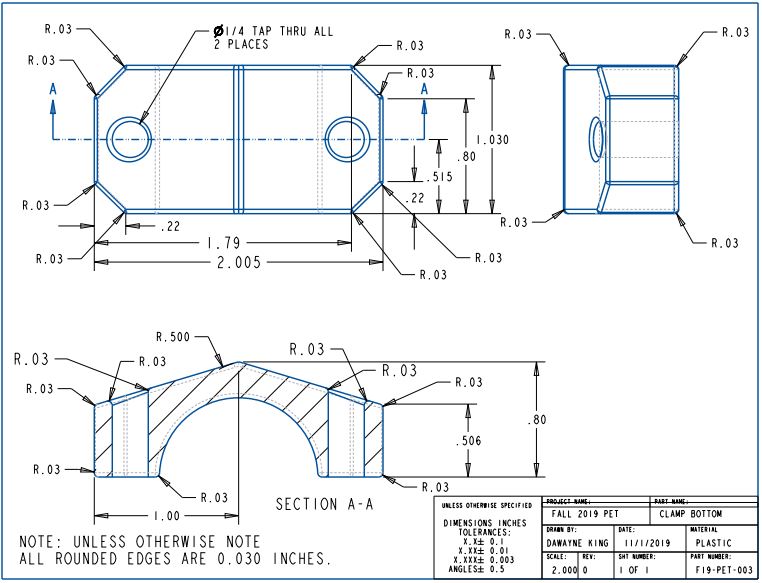 R.03
Ø1/4 TAP THRU ALL
2 PLACES
R.03
R.03
R.03
R.03
R.03
R.03
A
A
1.030
.80
.515
.22
R.03
.22
R.03
R.03
1.79
R.03
R.03
2.005
R.03
R.500
R.03
R.03
R.03
R.03
R.03
R.03
.80
.506
R.03
R.03
R.03
SECTION A-A
1.00
NOTE: UNLESS OTHERWISE NOTE
ALL ROUNDED EDGES ARE 0.030 INCHES.
UNLESS OTHERWISE SPECIFIED
DIMENSIONS INCHES
TOLERANCES:
X.X± 0.1
X.XX± 0.01
X.XXX± 0.003
ANGLES± 0.5
PROJECT NAME:
PART NAME:
FALL 2019 PET
CLAMP BOTTOM
DRAWN BY:
DATE:
MATERIAL
DAWAYNE KING
11/1/2019
PLASTIC
SCALE:
REV:
SHT NUMBER:
PART NUMBER:
2.000
0
1 OF 1
F19-PET-003